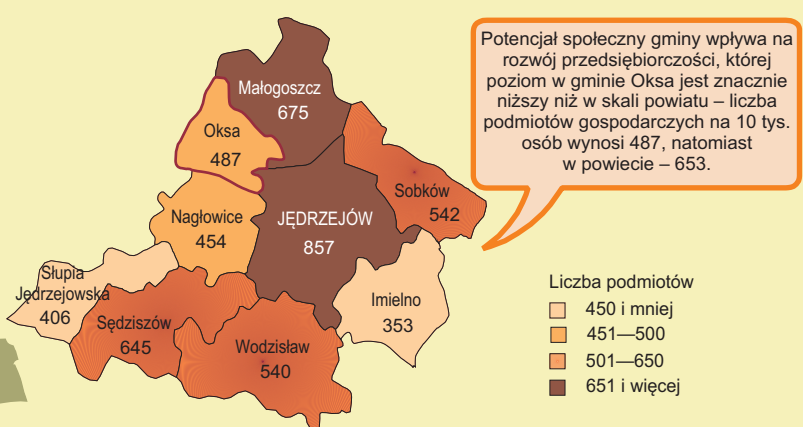 Potencjał społeczny gminy wpływa na
rozwój przedsiębiorczości, której
poziom w gminie Oksa jest znacznie
niższy niż w skali powiatu – liczba
podmiotów gospodarczych na 10 tys.
osób wynosi 487, natomiast
w powiecie – 653.
Małogoszcz
675
Oksa
487
Sobków
542
Nagłowice
454
JĘDRZEJÓW
857
Słupia
Jędrzejowska
406
Sędziszów
645
Wodzisław
540
Imielno
353
Liczba podmiotów
450 i mniej
451—500
501—650
651 i więcej